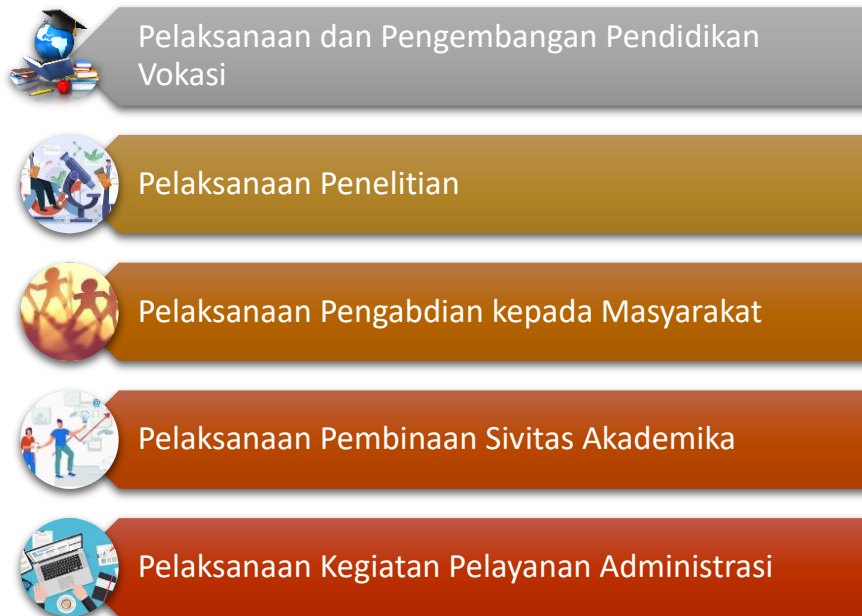 Pelaksanaan dan Pengembangan Pendidikan
Vokasi
Pelaksanaan Penelitian
Pelaksanaan Pengabdian kepada Masyarakat
Pelaksanaan Pembinaan Sivitas Akademika
Pelaksanaan Kegiatan Pelayanan Administrasi